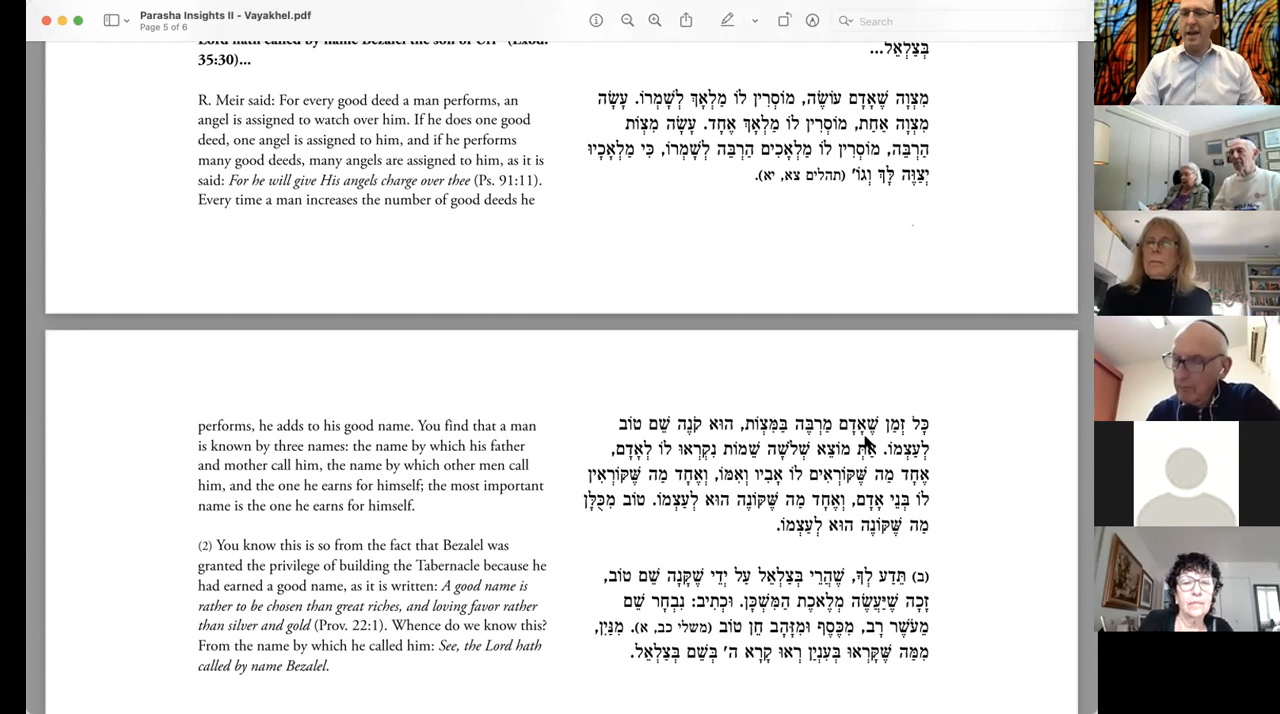 Parasha Insights II - Vayakhel.pdf
Page 5 of 6
Search
Lord hath called by name Bezalel the son of Uri" (Exod.
35:30)...
R. Meir said: For every good deed a man performs, an
angel is assigned to watch over him. If he does one good
deed, one angel is assigned to him, and if he performs
many good deeds, many angels are assigned to him, as it is
said: For he will give His angels charge over thee (Ps. 91:11).
Every time a man increases the number of good deeds he
בְּצַלְאֵל...
מִצְוָה שֶׁאָדָם עוֹשֶׂה, מוֹסְרִין לוֹ מַלְאָךְ לְשָׁמְרוֹ. עָשָׂה
מִצְוָה אַחַת, מוֹסְרִין לוֹ מַלְאָךְ אֶחָד. עָשָׂה מִצְוֹת
הַרְבֵּה, מוֹסְרִין לוֹ מַלְאָכִים הַרְבֵּה לְשָׁמְרוֹ, כִּי מַלְאָכָיו
יְצַוֶּה לָּךְ וְגוֹ' (תהלים צא, יא).
performs, he adds to his good name. You find that a man
is known by three names: the name by which his father
and mother call him, the name by which other men call
him, and the one he earns for himself; the most important
name is the one he earns for himself.
(2) You know this is so from the fact that Bezalel was
granted the privilege of building the Tabernacle because he
had earned a good name, as it is written: A good name is
rather to be chosen than great riches, and loving favor rather
than silver and gold (Prov. 22:1). Whence do we know this?
From the name by which he called him: See, the Lord hath
called by name Bezalel.
כָּל זְמַן שֶׁאָדָם מַרְבֶּה בַּמִּצְוֹת, הוּא קֹנֶה שֵׁם טוֹב
לְעַצְמוֹ. אַתְּ מוֹצֵא שְׁלֹשָׁה שֵׁמוֹת נִקְרְאוּ לוֹ לְאָדָם,
אֶחָד מַה שֶּׁקּוֹרְאִים לוֹ אָבִיו וְאִמּוֹ, וְאֶחָד מַה שֶּׁקּוֹרְאִין
לוֹ בְּנֵי אָדָם, וְאֶחָד מַה שֶּׁקּוֹנֶה הוּא לְעַצְמוֹ. טוֹב מִכֻּלָּן
מַה שֶּׁקּוֹנֶה הוּא לְעַצְמוֹ.
(ב) תֵּדַע לְךָ, שֶׁהֲרֵי בְּצַלְאֵל עַל יְדֵי שֶׁקָּנָה שֵׁם טוֹב,
זָכָה שֶׁיַּעֲשֶׂה מְלֶאכֶת הַמִּשְׁכָּן. וּכְתִיב: נִבְחָר שֵׁם
מֵעֹשֶׁר רָב, מִכֶּסֶף וּמִזָּהָב חֵן טוֹב (משלי כב, א). מִנַּיִן,
מִמַּה שֶּׁקָּרְאוּ בְּעִנְיַן רְאוּ קָרָא ה' בְּשֵׁם בְּצַלְאֵל.